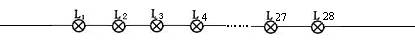 L₁ L₂ L₃ L₄ ...... L₂₇ L₂₈